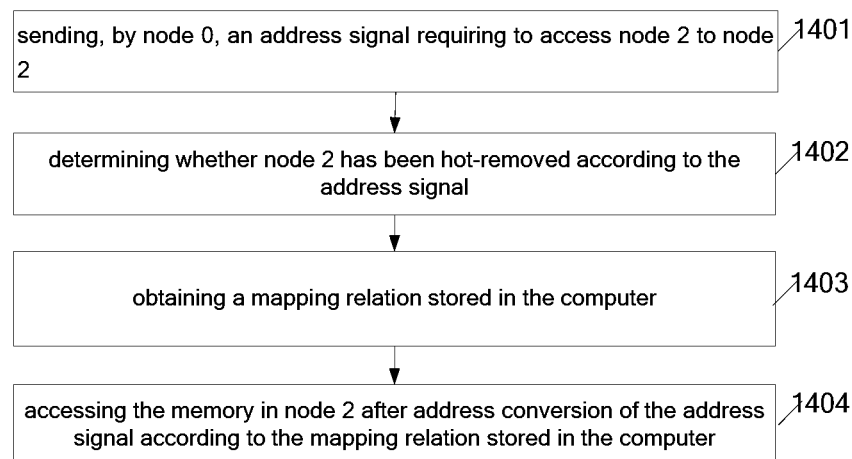 sending, by node 0, an address signal requiring to access node 2 to node
2
1401
determining whether node 2 has been hot-removed according to the
address signal
1402
obtaining a mapping relation stored in the computer
1403
accessing the memory in node 2 after address conversion of the address
signal according to the mapping relation stored in the computer
1404